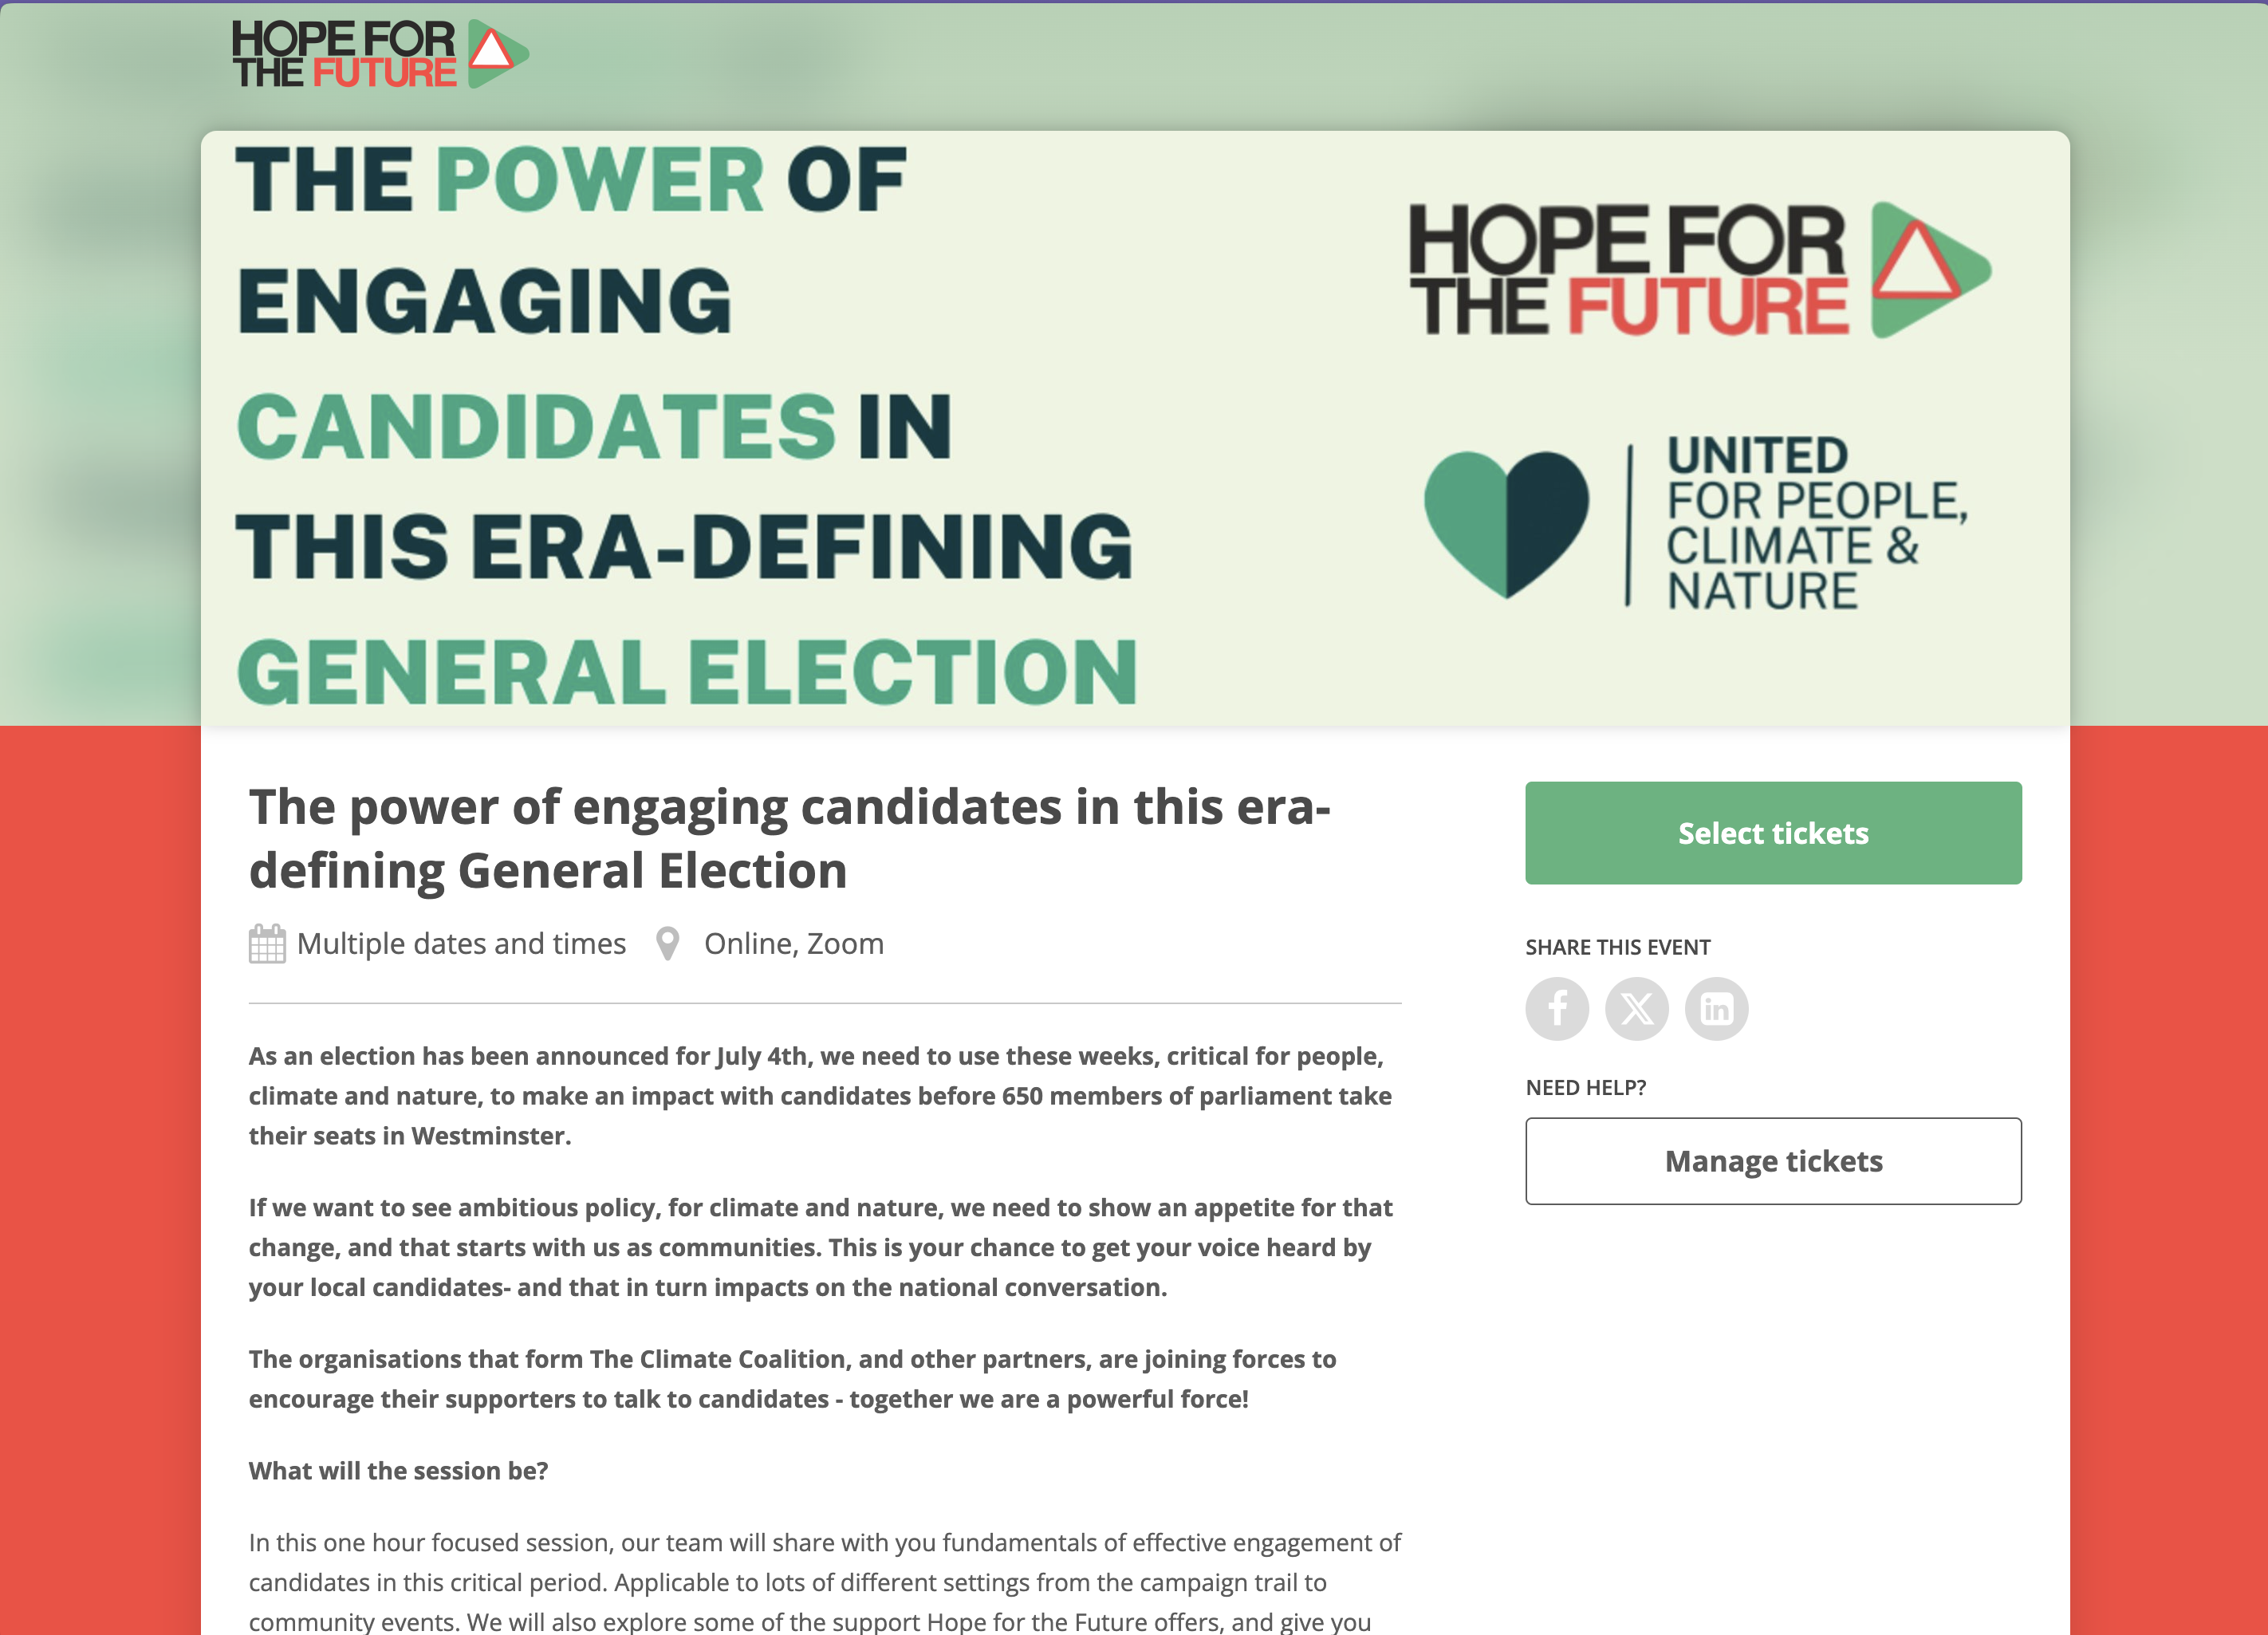 HOPE FOR
THE FUTURE
THE POWER OF
ENGAGING
CANDIDATES IN
THIS ERA-DEFINING
GENERAL ELECTION
HOPE FOR
THE FUTURE
UNITED
FOR PEOPLE,
CLIMATE &
NATURE
The power of engaging candidates in this era-
defining General Election
Multiple dates and times Online, Zoom
As an election has been announced for July 4th, we need to use these weeks, critical for people,
climate and nature, to make an impact with candidates before 650 members of parliament take
their seats in Westminster.
If we want to see ambitious policy, for climate and nature, we need to show an appetite for that
change, and that starts with us as communities. This is your chance to get your voice heard by
your local candidates- and that in turn impacts on the national conversation.
The organisations that form The Climate Coalition, and other partners, are joining forces to
encourage their supporters to talk to candidates - together we are a powerful force!
What will the session be?
In this one hour focused session, our team will share with you fundamentals of effective engagement of
candidates in this critical period. Applicable to lots of different settings from the campaign trail to
community events. We will also explore some of the support Hope for the Future offers, and give you
Select tickets
SHARE THIS EVENT
f X in
NEED HELP?
Manage tickets